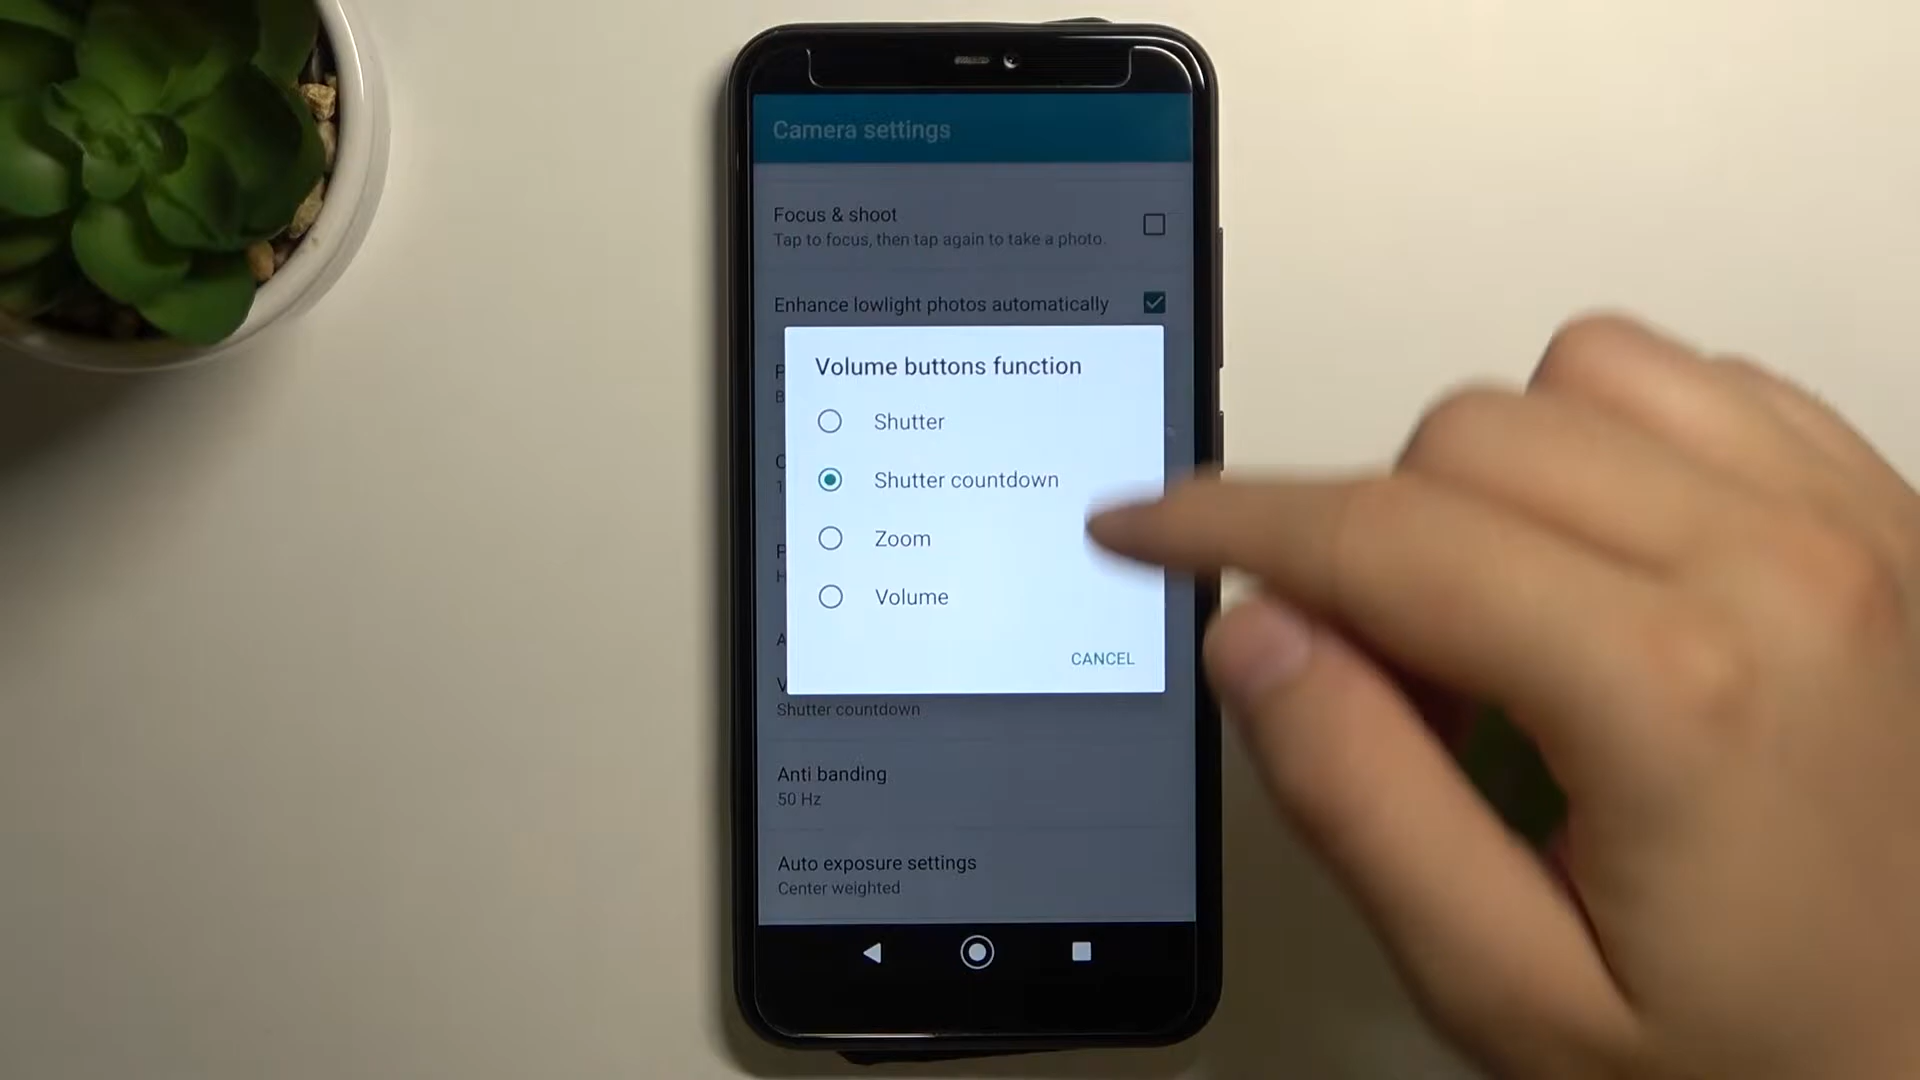 Camera settings
Focus & shoot
Tap to focus, then tap again to take a photo.
Enhance lowlight photos automatically
Volume buttons function
Shutter
Shutter countdown
Zoom
Volume
CANCEL
Shutter countdown
Anti banding
50 Hz
Auto exposure settings
Center weighted